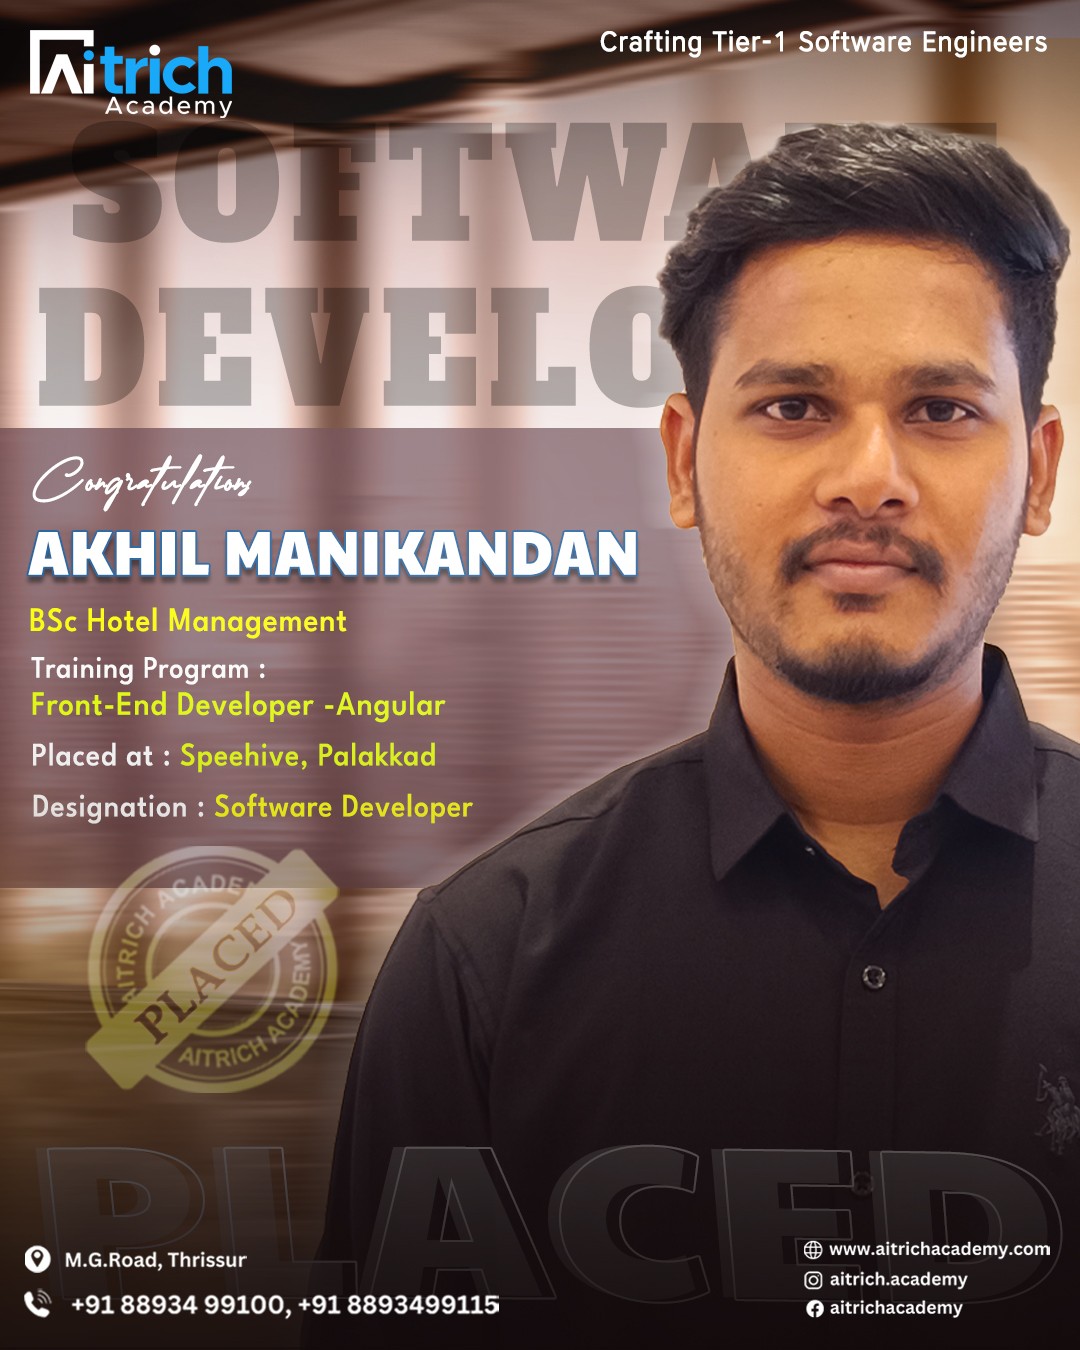 Aitrich
Academy
Crafting Tier-1 Software Engineers
SOFTWA
DEVELO
Congratulations
AKHIL MANIKANDAN
BSc Hotel Management
Training Program :
Front-End Developer -Angular
Placed at : Speehive, Palakkad
Designation : Software Developer
AITRICH ACADEMY
PLACED
AITRICH ACADEMY
PLACED
M.G.Road, Thrissur
+91 88934 99100, +91 8893499115
www.aitrichacademy.com
aitrich.academy
aitrichacademy